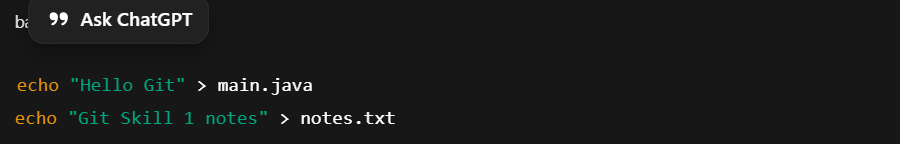 Ask ChatGPT
echo "Hello Git" > main.java
echo "Git Skill 1 notes" > notes.txt